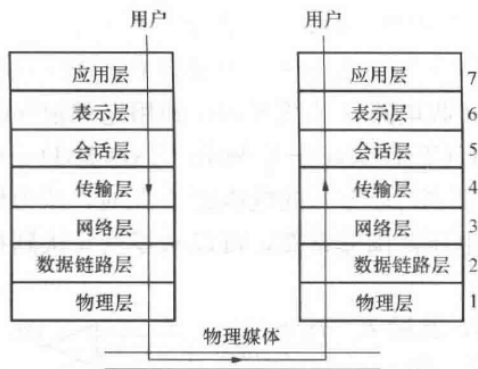 用户 用户
应用层 应用层 7
表示层 表示层 6
会话层 会话层 5
传输层 传输层 4
网络层 网络层 3
数据链路层 数据链路层 2
物理层 物理层 1
物理媒体